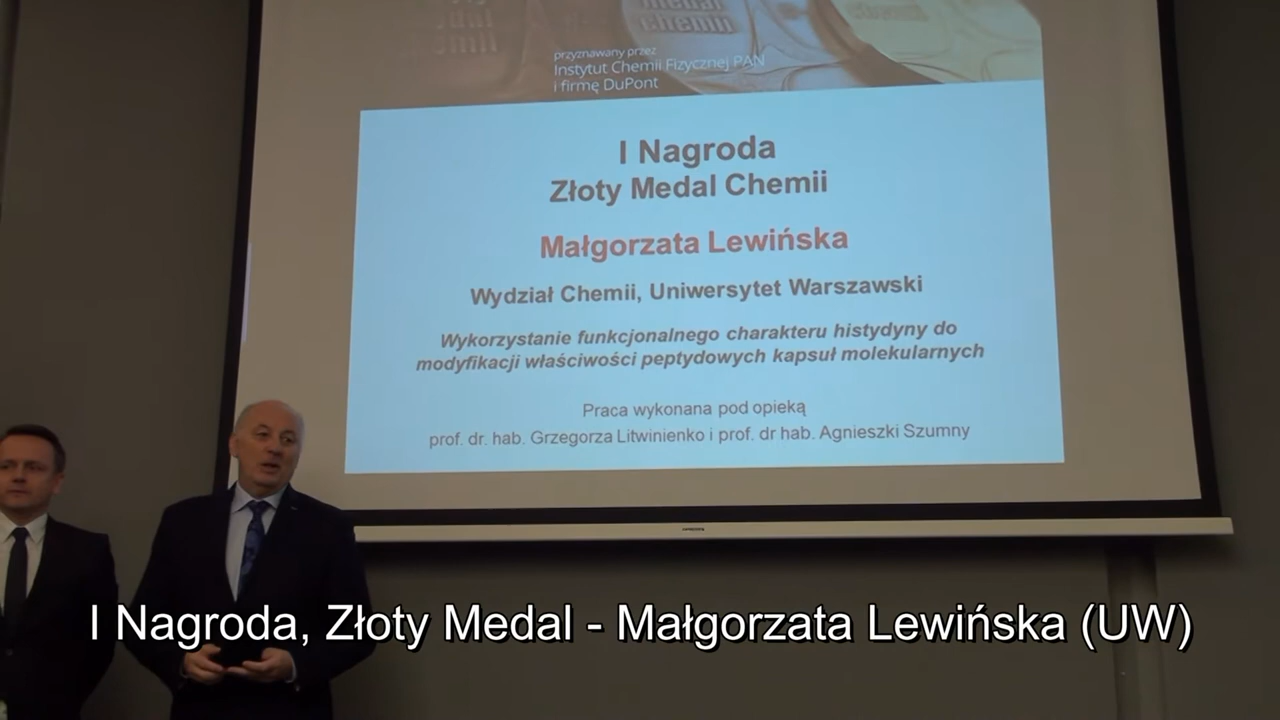 medal
chemii
przyznawany przez
Instytut Chemii Fizycznej PAN
i firmę DuPont
I Nagroda
Złoty Medal Chemii
Małgorzata Lewińska
Wydział Chemii, Uniwersytet Warszawski
Wykorzystanie funkcjonalnego charakteru histydyny do
modyfikacji właściwości peptydowych kapsuł molekularnych
Praca wykonana pod opieką
prof. dr. hab. Grzegorza Litwinienko i prof. dr hab. Agnieszki Szumny
I Nagroda, Złoty Medal - Małgorzata Lewińska (UW)